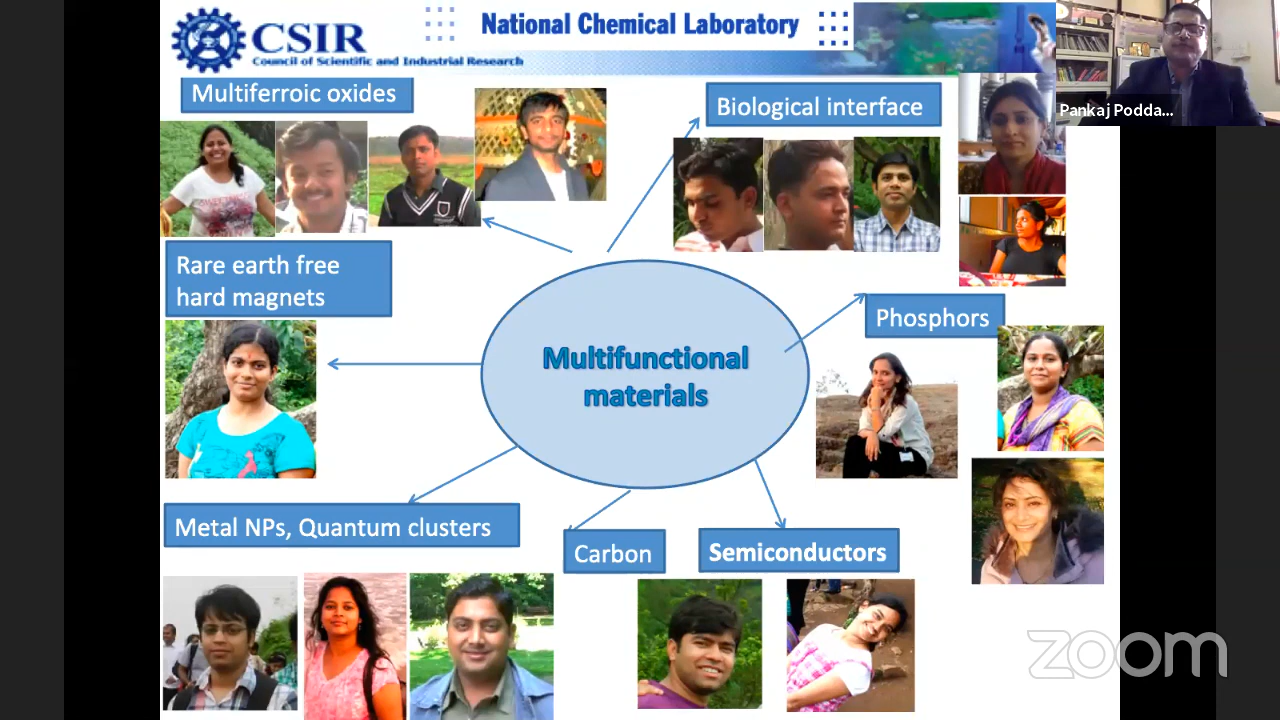 CSIR
Council of Scientific and Industrial Research
National Chemical Laboratory
Pankaj Podda...
Multiferroic oxides
Biological interface
Rare earth free
hard magnets
Phosphors
Multifunctional
materials
Metal NPs, Quantum clusters
Carbon
Semiconductors
zoom